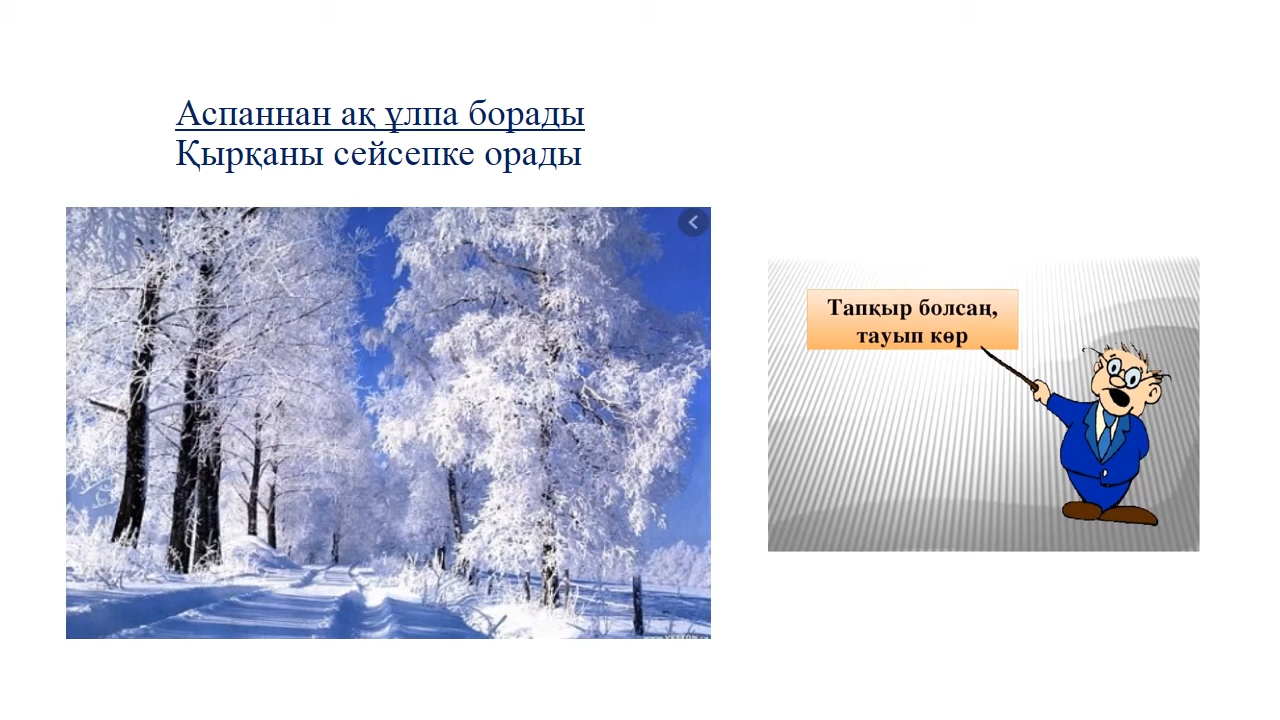 Аспаннан ақ ұлпа борады
Қырқаны сейсепке орады
Тапқыр болсаң,
тауып көр